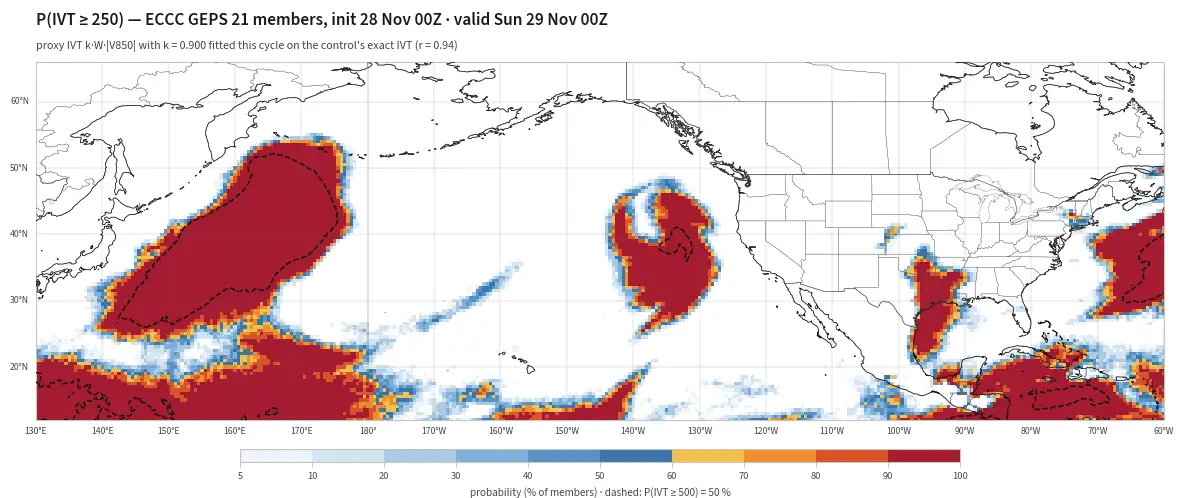 P(IVT ≥ 250) — ECCC GEPS 21 members, init 28 Nov 00Z · valid Sun 29 Nov 00Z
proxy IVT k·W·|V850| with k = 0.900 fitted this cycle on the control's exact IVT (r = 0.94)
60°N
50°N
40°N
30°N
20°N
130°E 140°E 150°E 160°E 170°E 180° 170°W 160°W 150°W 140°W 130°W 120°W 110°W 100°W 90°W 80°W 70°W 60°W
5 10 20 30 40 50 60 70 80 90 100
probability (% of members) · dashed: P(IVT ≥ 500) = 50 %